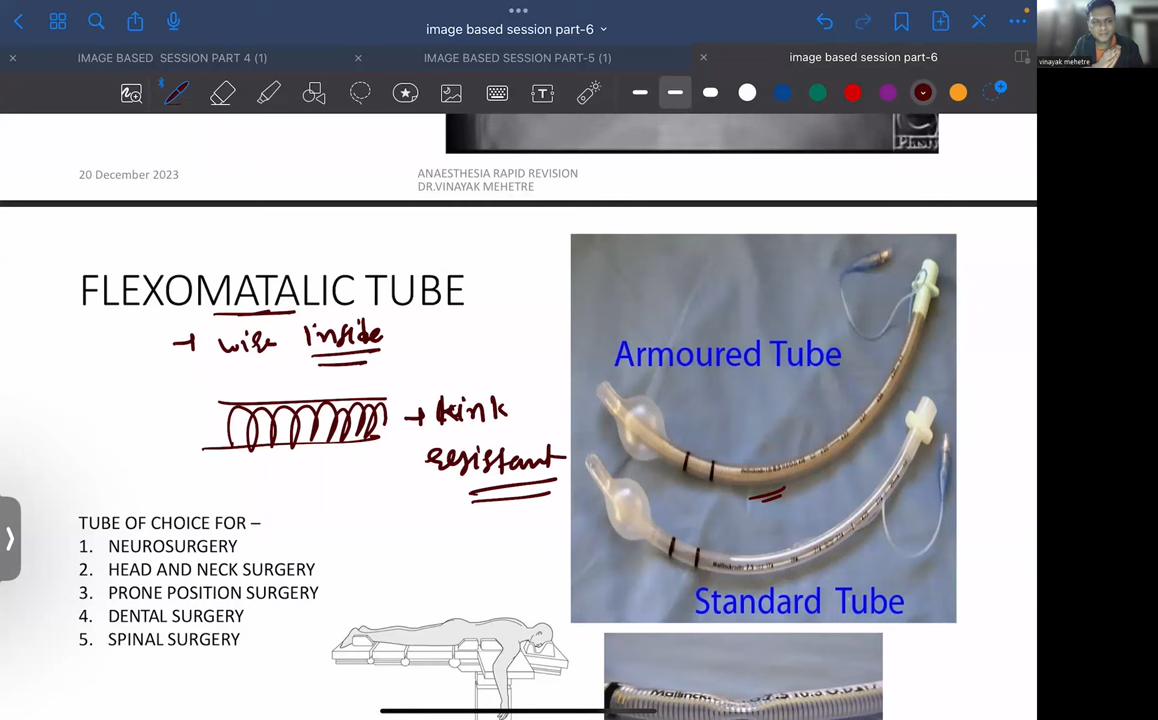 image based session part-6
IMAGE BASED SESSION PART 4 (1)
IMAGE BASED SESSION PART-5 (1)
image based session part-6
vinayak mehetre
20 December 2023
ANAESTHESIA RAPID REVISION
DR.VINAYAK MEHETRE
FLEXOMATALIC TUBE
→ wire inside
→ kink
resistant
TUBE OF CHOICE FOR –
1. NEUROSURGERY
2. HEAD AND NECK SURGERY
3. PRONE POSITION SURGERY
4. DENTAL SURGERY
5. SPINAL SURGERY
Armoured Tube
Standard Tube
Mallinckrodt 7.5